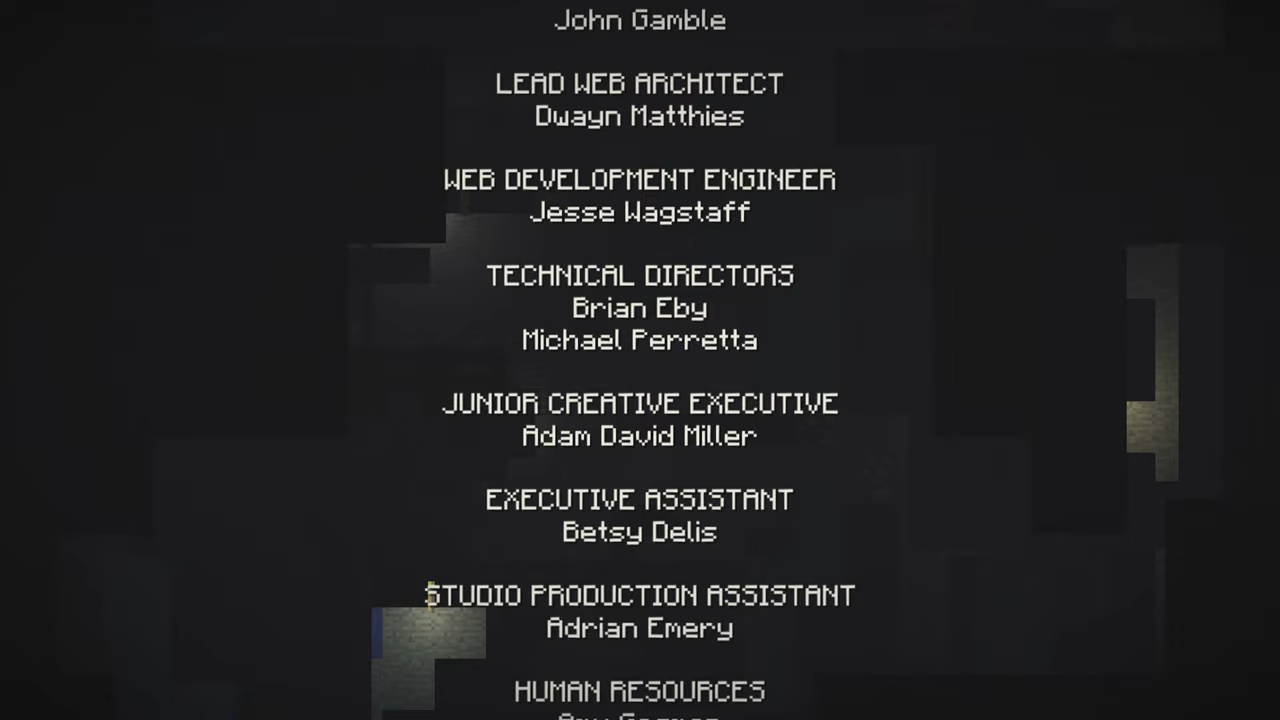 John Gamble
LEAD WEB ARCHITECT
Dwayn Matthies
WEB DEVELOPMENT ENGINEER
Jesse Wagstaff
TECHNICAL DIRECTORS
Brian Eby
Michael Perretta
JUNIOR CREATIVE EXECUTIVE
Adam David Miller
EXECUTIVE ASSISTANT
Betsy Delis
STUDIO PRODUCTION ASSISTANT
Adrian Emery
HUMAN RESOURCES